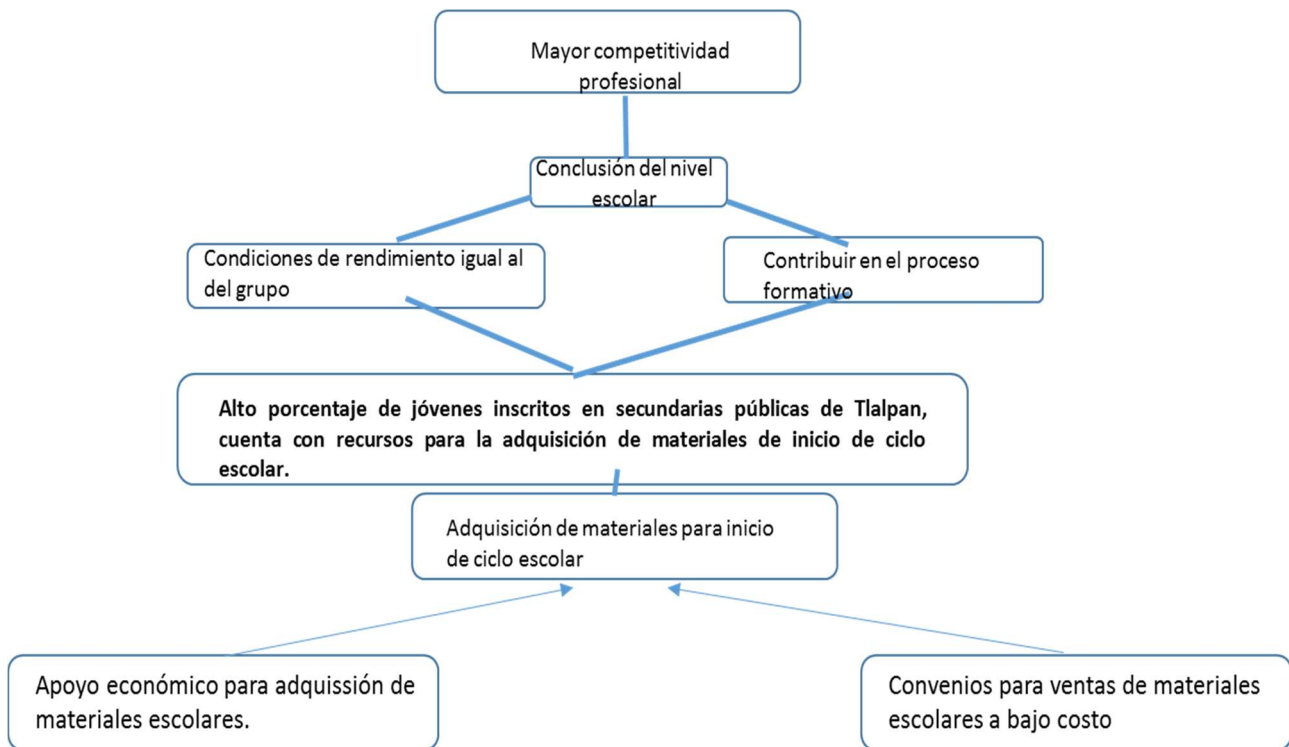 Mayor competitividad
profesional
Conclusión del nivel
escolar
Condiciones de rendimiento igual al
del grupo
Contribuir en el proceso
formativo
Alto porcentaje de jóvenes inscritos en secundarias públicas de Tlalpan,
cuenta con recursos para la adquisición de materiales de inicio de ciclo
escolar.
Adquisición de materiales para inicio
de ciclo escolar
Apoyo económico para adquissión de
materiales escolares.
Convenios para ventas de materiales
escolares a bajo costo